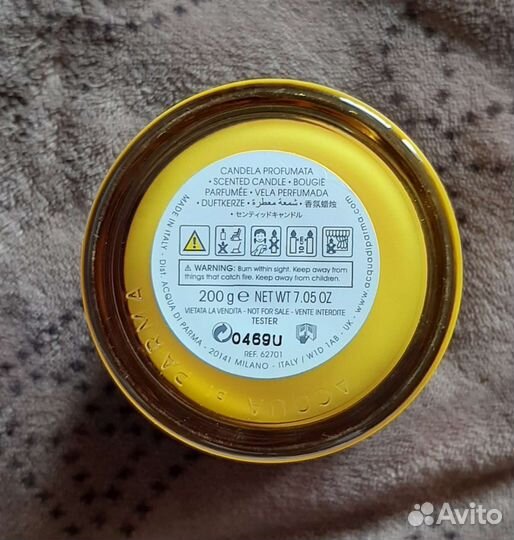 CANDELA PROFUMATA
• SCENTED CANDLE • BOUGIE
PARFUMÉE • VELA PERFUMADA
• DUFTKERZE • شمعة معطرة • 香氛蜡烛
• センティッドキャンドル
WARNING: Burn within sight. Keep away from
things that catch fire. Keep away from children.
200 g e NET WT 7.05 OZ
VIETATA LA VENDITA - NOT FOR SALE - VENTE INTERDITE
TESTER
0469U
REF. 62701
MADE IN ITALY - Dist. ACQUA DI PARMA - 20141 MILANO - ITALY / W1D 1AB - UK - www.acquadiparma.com
ACQUA DI PARMA
Avito